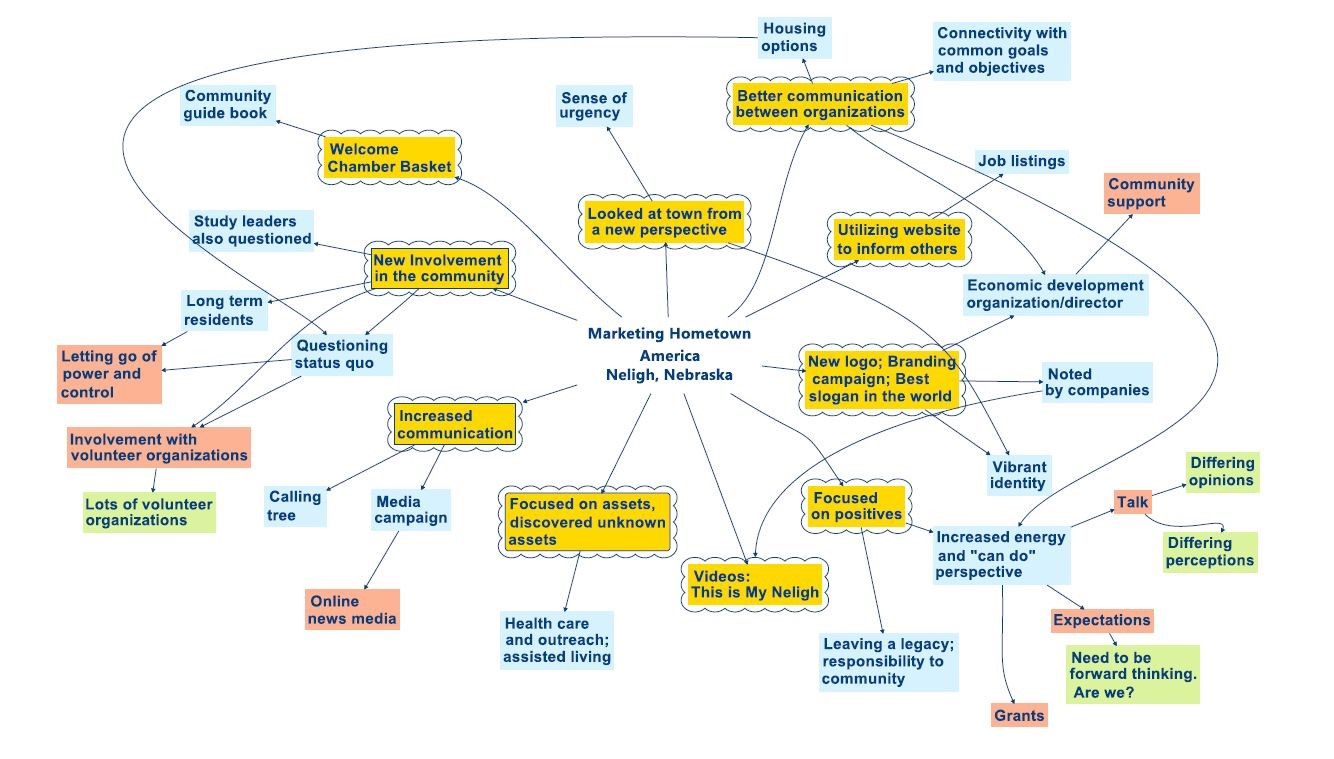 Housing
options
Connectivity with
common goals
and objectives
Community
guide book
Sense of
urgency
Better communication
between organizations
Welcome
Chamber Basket
Job listings
Community
support
Study leaders
also questioned
Looked at town from
a new perspective
Utilizing website
to inform others
New Involvement
in the community
Economic development
organization/director
Long term
residents
Marketing Hometown
America
Neligh, Nebraska
Questioning
status quo
Letting go of
power and
control
New logo; Branding
campaign; Best
slogan in the world
Noted
by companies
Increased
communication
Involvement with
volunteer organizations
Vibrant
identity
Differing
opinions
Lots of volunteer
organizations
Calling
tree
Media
campaign
Focused on assets,
discovered unknown
assets
Focused
on positives
Talk
Increased energy
and "can do"
perspective
Differing
perceptions
Videos:
This is My Neligh
Online
news media
Health care
and outreach;
assisted living
Expectations
Leaving a legacy;
responsibility to
community
Need to be
forward thinking.
Are we?
Grants